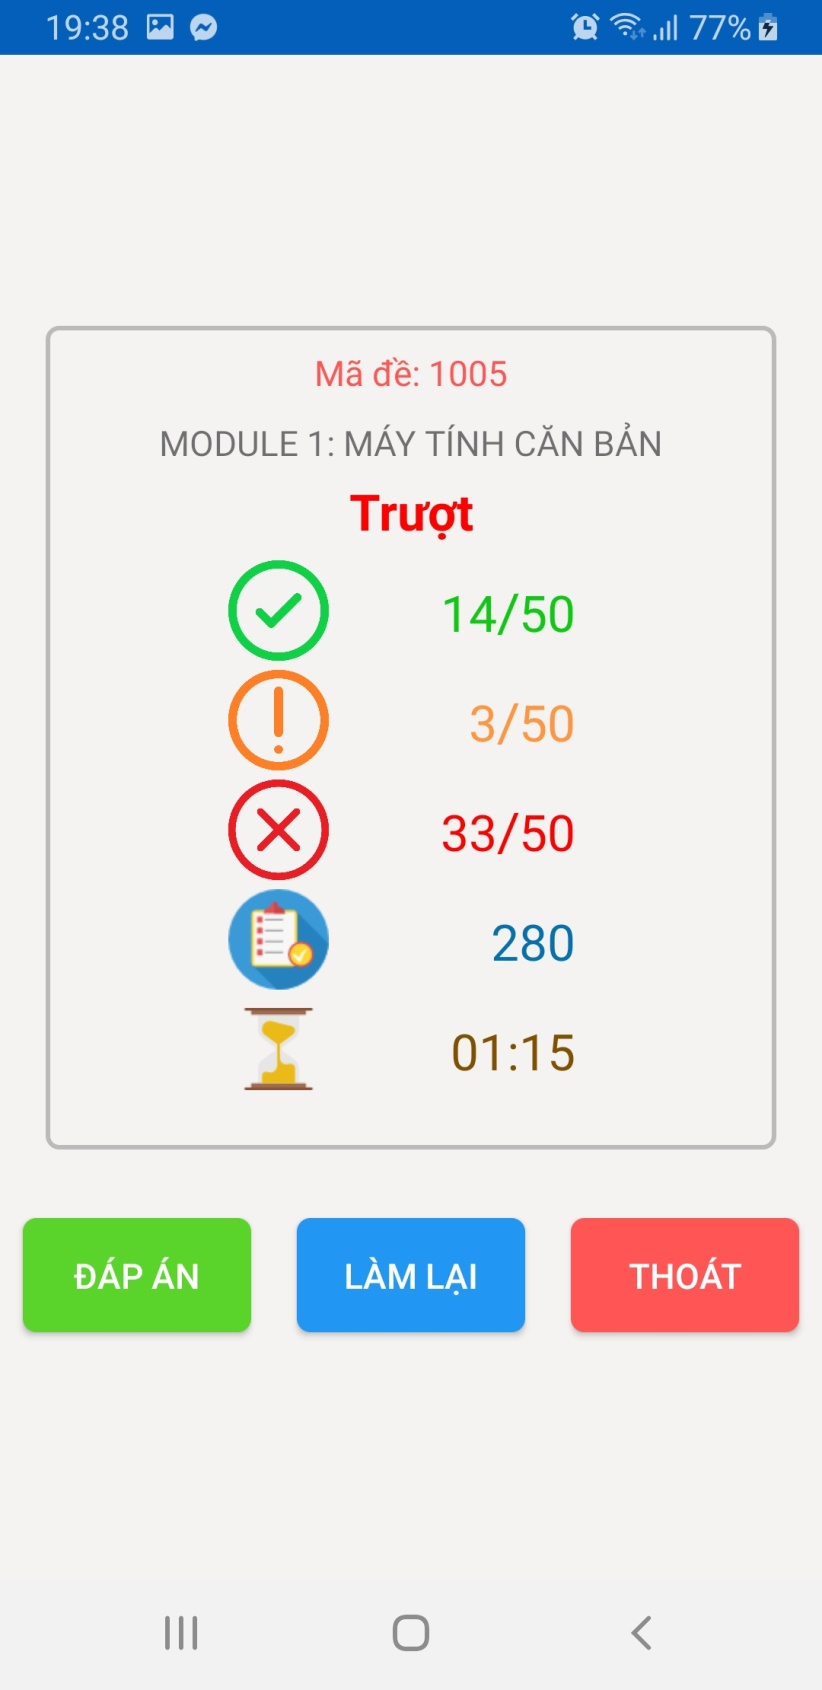 19:38 77%
Mã đề: 1005
MODULE 1: MÁY TÍNH CĂN BẢN
Trượt
14/50
3/50
33/50
280
01:15
ĐÁP ÁN LÀM LẠI THOÁT